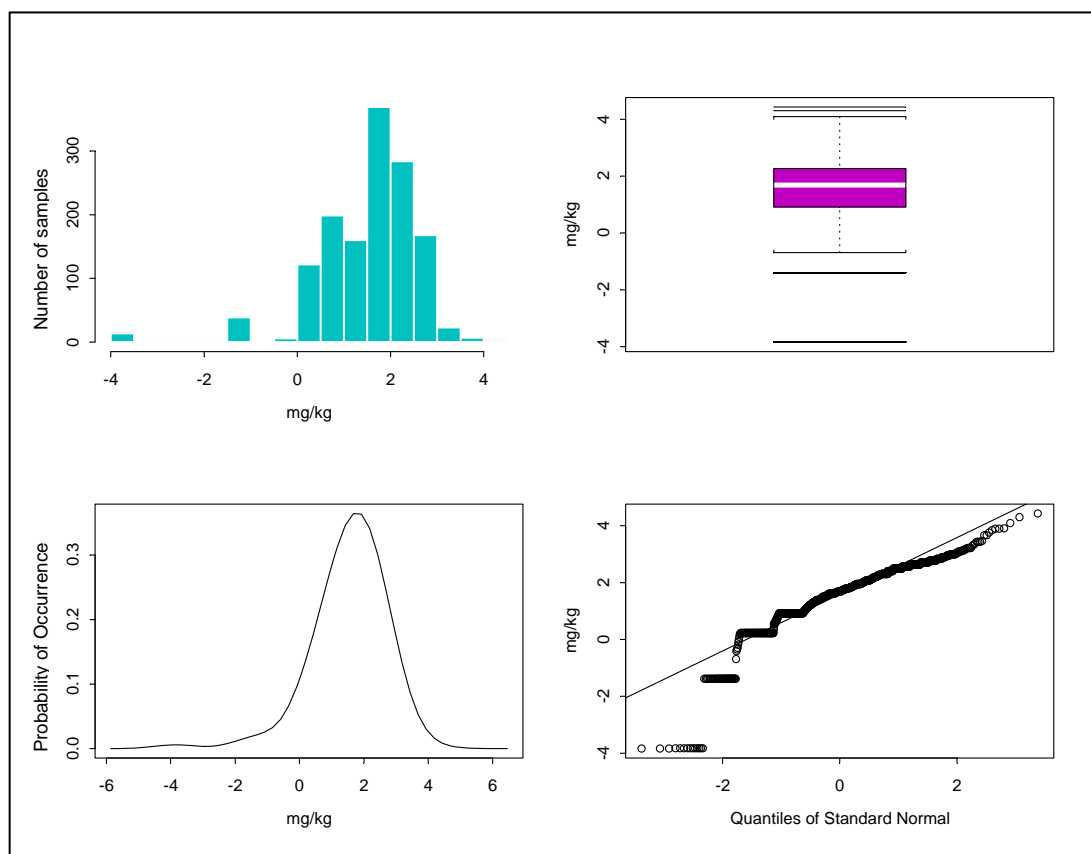 Number of samples
0 100 200 300
-4 -2 0 2 4
mg/kg
mg/kg
-4 -2 0 2 4
Probability of Occurrence
0.0 0.1 0.2 0.3
-6 -4 -2 0 2 4 6
mg/kg
mg/kg
-4 -2 0 2 4
-2 0 2
Quantiles of Standard Normal